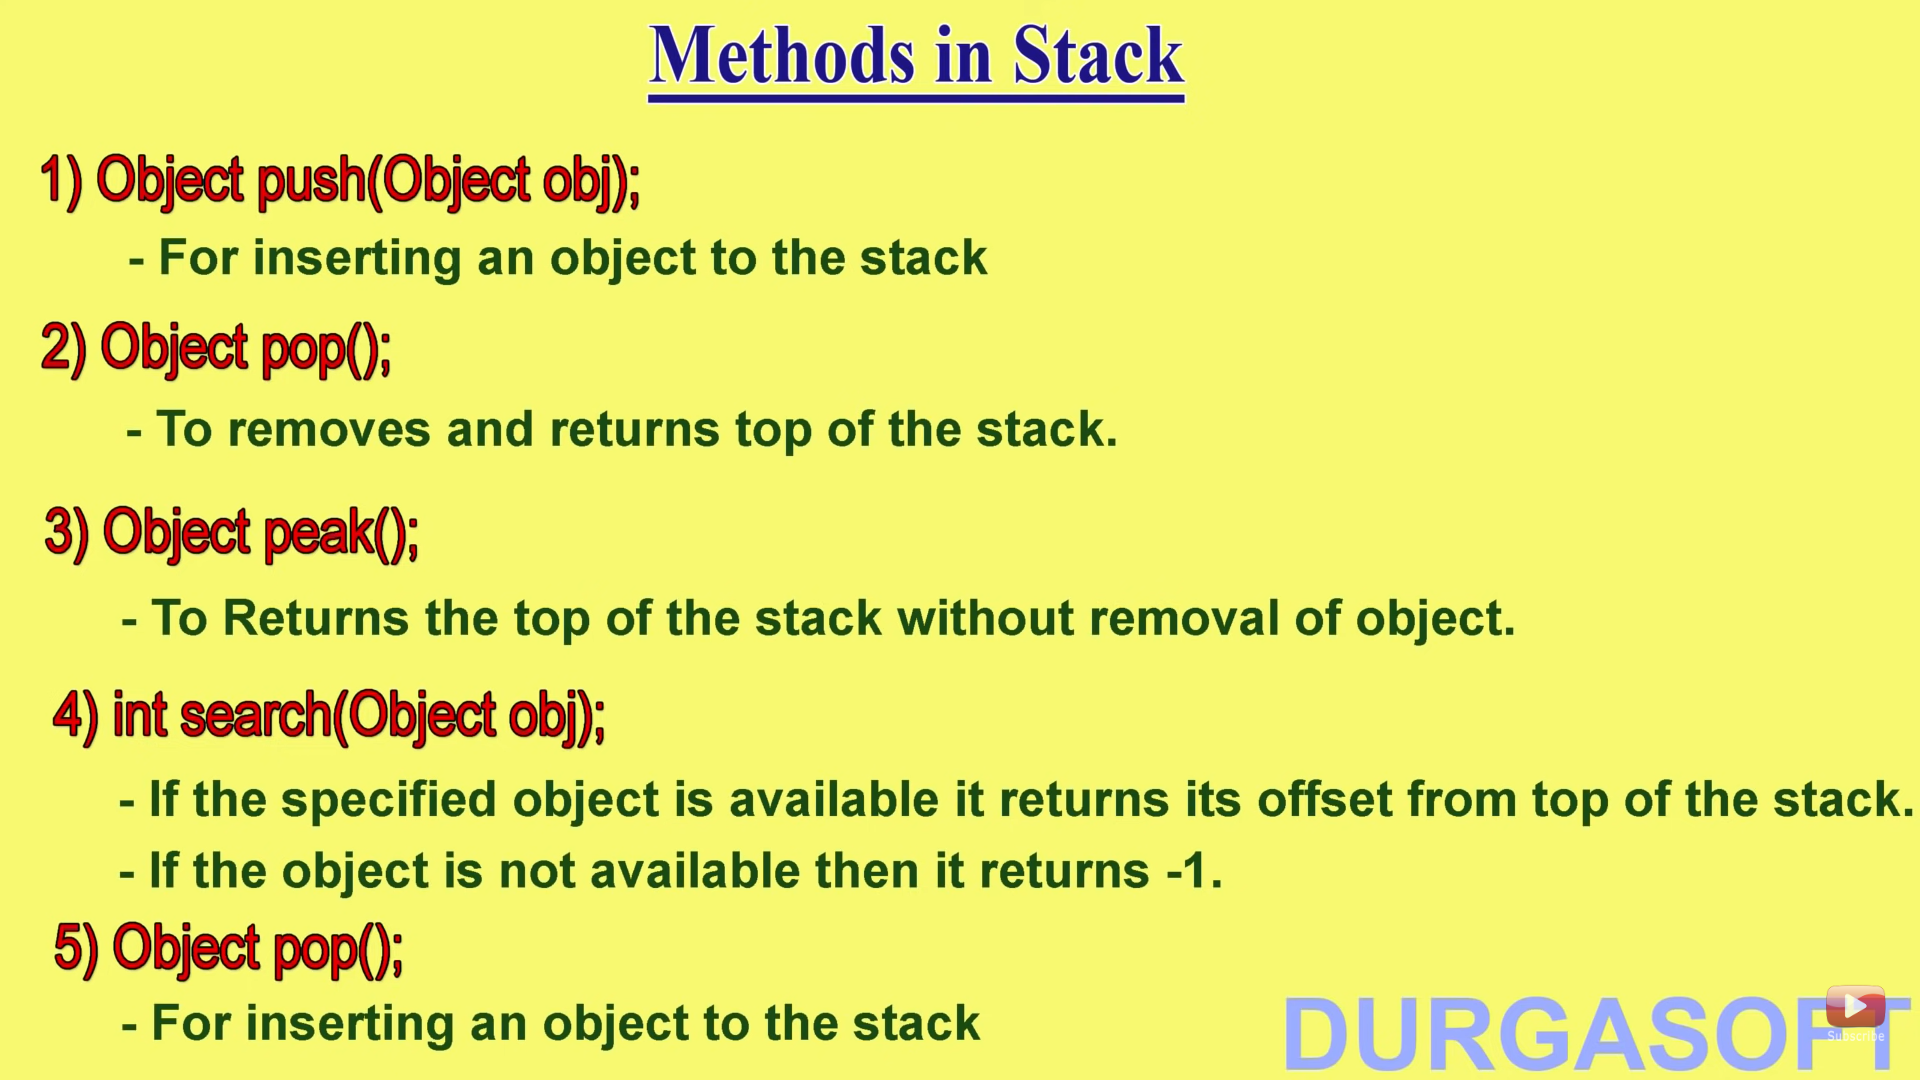 Methods in Stack
1) Object push(Object obj);
- For inserting an object to the stack
2) Object pop();
- To removes and returns top of the stack.
3) Object peak();
- To Returns the top of the stack without removal of object.
4) int search(Object obj);
- If the specified object is available it returns its offset from top of the stack.
- If the object is not available then it returns -1.
5) Object pop();
- For inserting an object to the stack
DURGASOFT
Subscribe